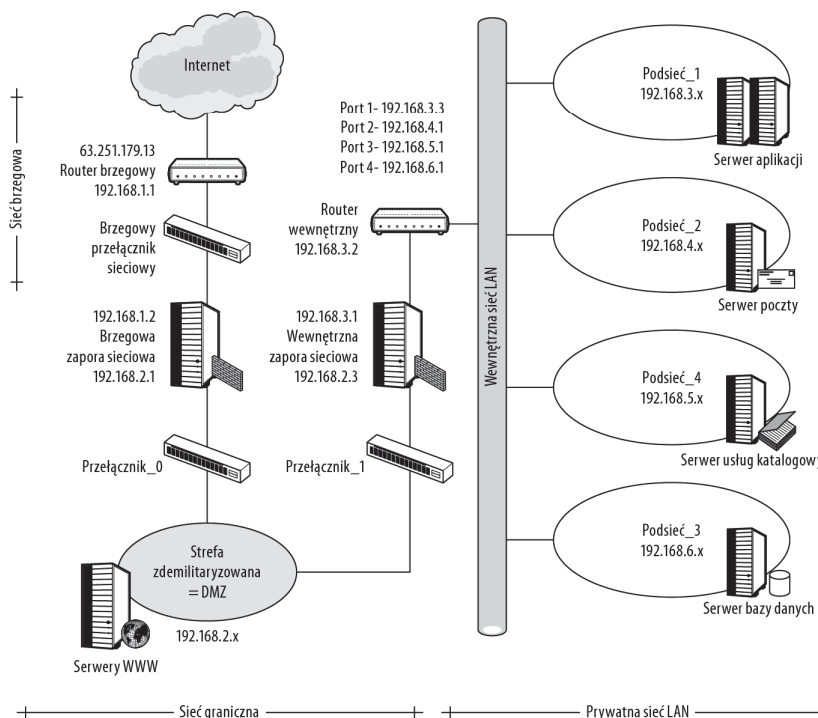 Internet
Sieć brzegowa
63.251.179.13
Router brzegowy
192.168.1.1
Brzegowy
przełącznik
sieciowy
192.168.1.2
Brzegowa
zapora sieciowa
192.168.2.1
Przełącznik_0
Strefa
zdemilitaryzowana
= DMZ
192.168.2.x
Serwery WWW
Port 1- 192.168.3.3
Port 2- 192.168.4.1
Port 3- 192.168.5.1
Port 4- 192.168.6.1
Router
wewnętrzny
192.168.3.2
192.168.3.1
Wewnętrzna
zapora sieciowa
192.168.2.3
Przełącznik_1
Wewnętrzna sieć LAN
Podsieć_1
192.168.3.x
Serwer aplikacji
Podsieć_2
192.168.4.x
Serwer poczty
Podsieć_4
192.168.5.x
Serwer usług katalogowy
Podsieć_3
192.168.6.x
Serwer bazy danych
Sieć graniczna
Prywatna sieć LAN